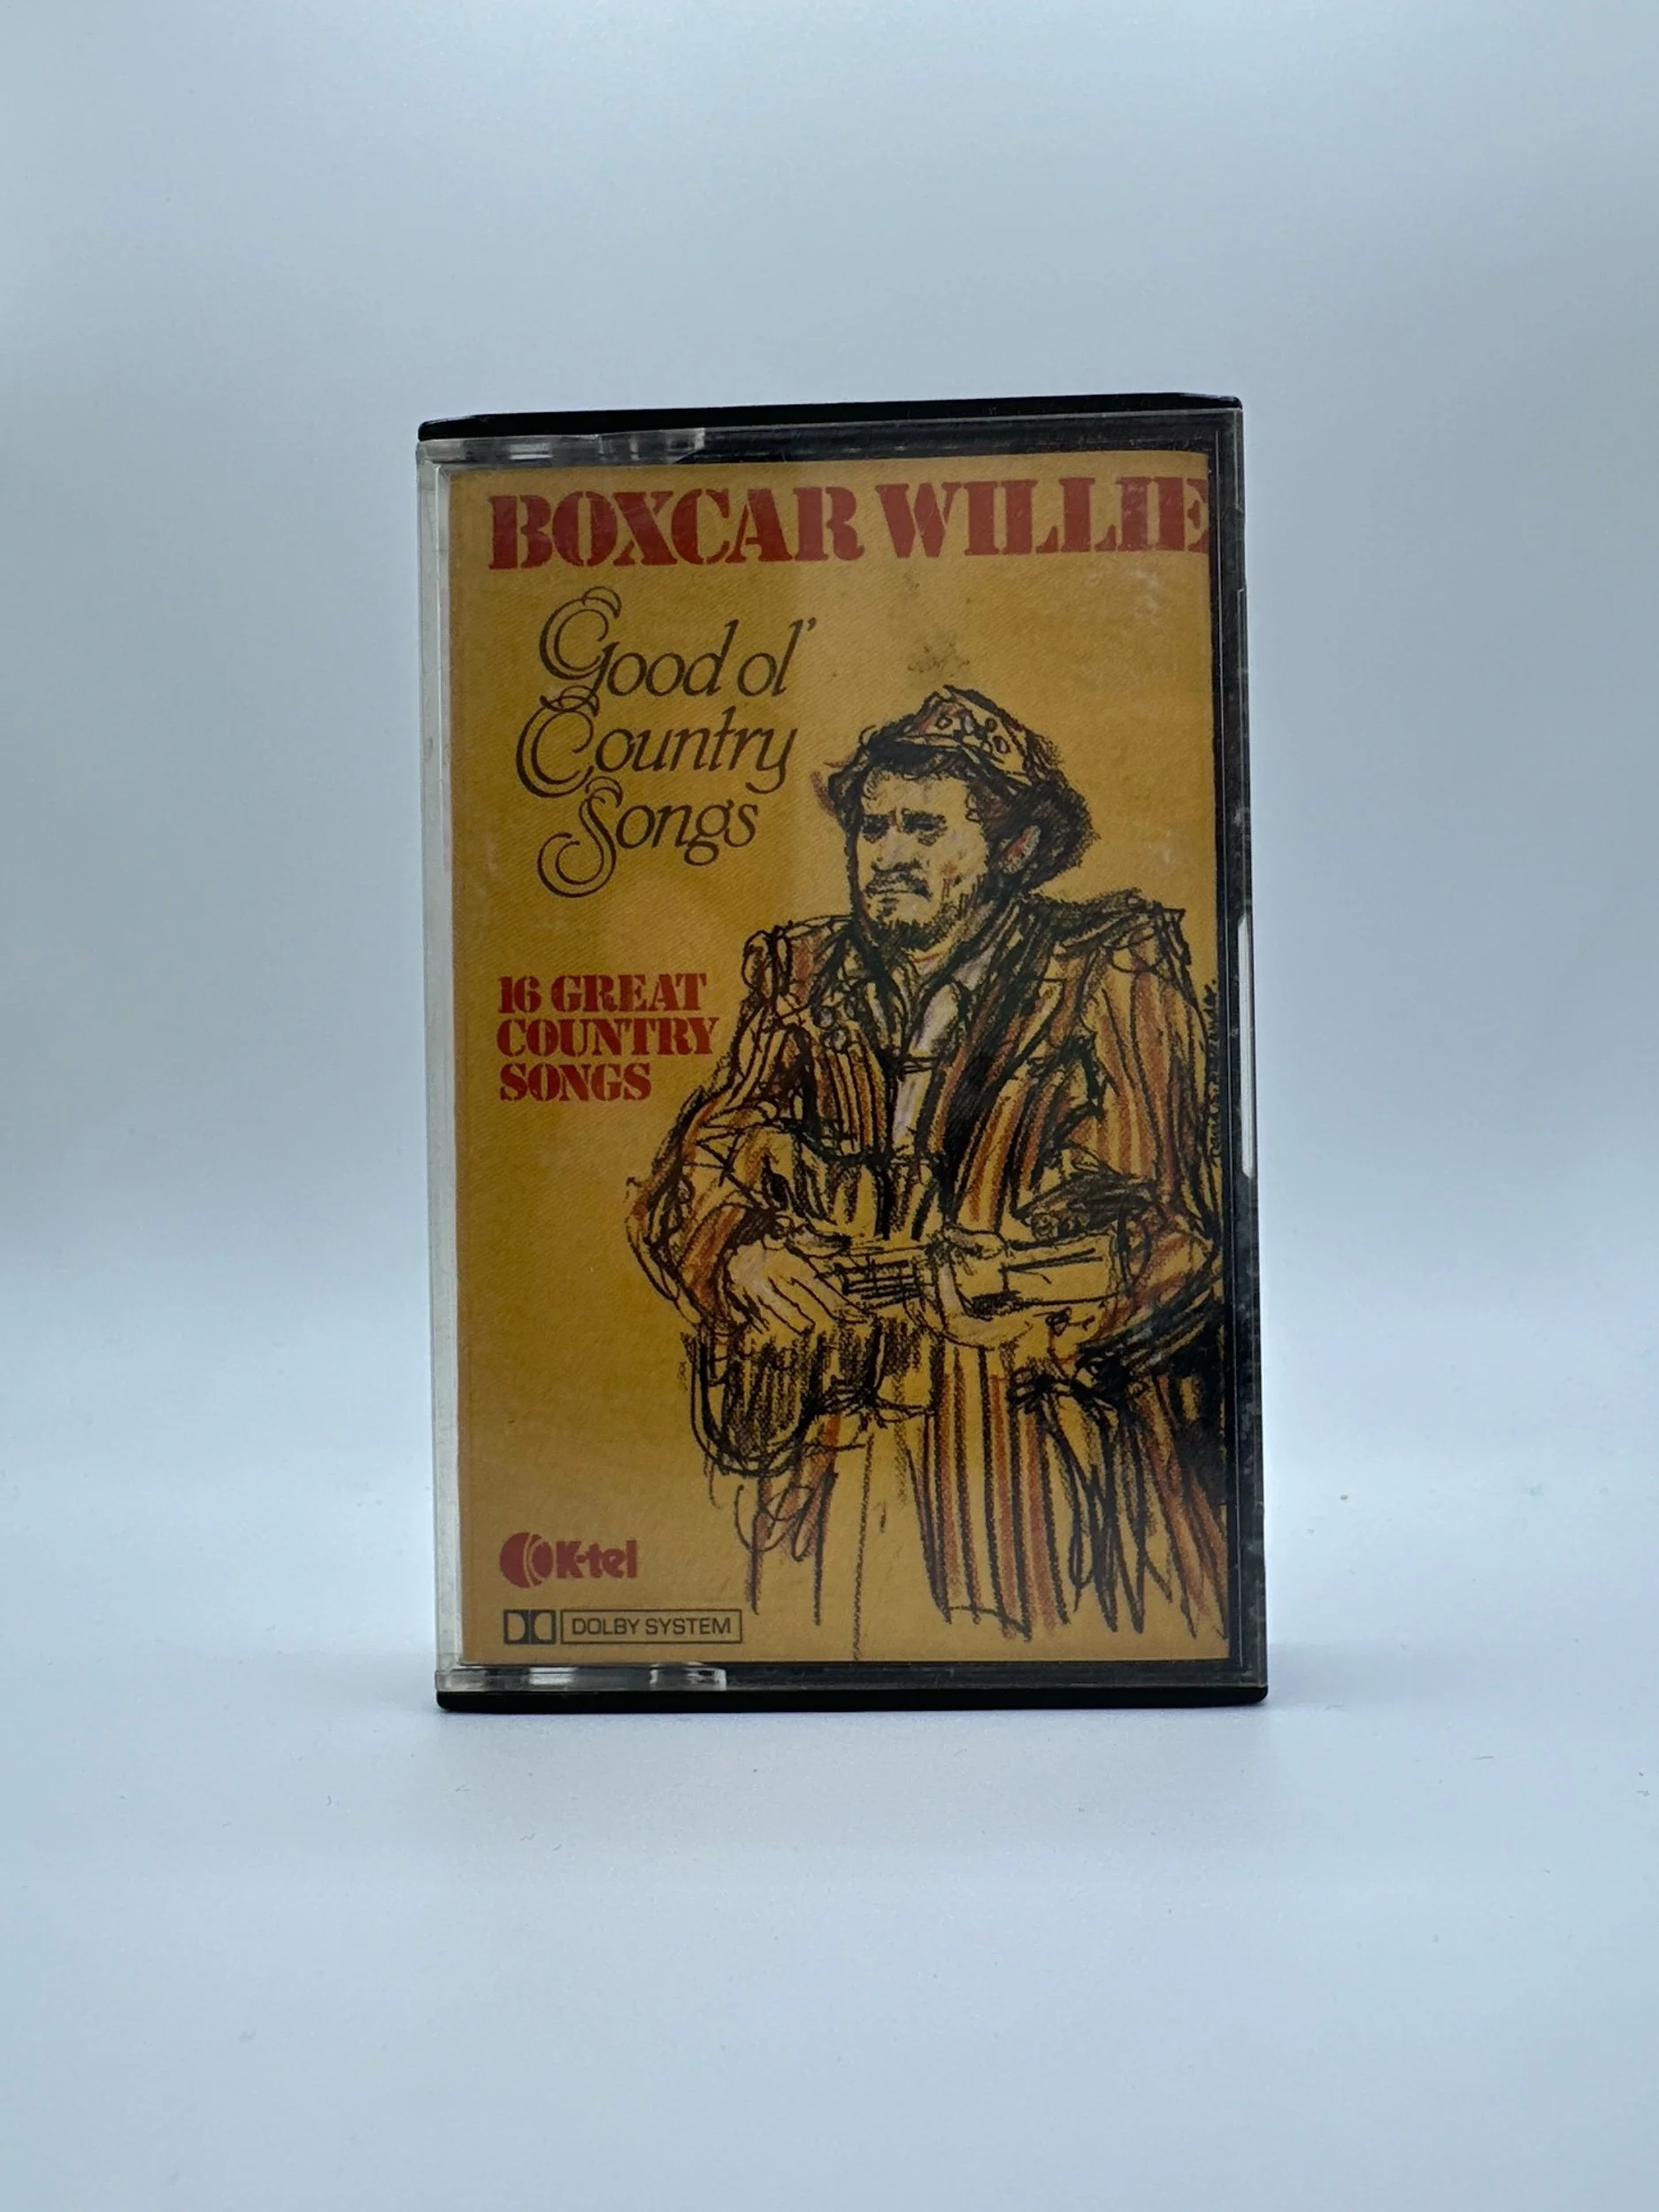 BOXCAR WILLIE
Good ol'
Country
Songs
16 GREAT
COUNTRY
SONGS
K-tel
DOLBY SYSTEM